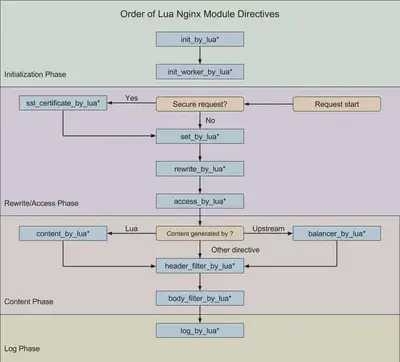 Order of Lua Nginx Module Directives
init_by_lua*
init_worker_by_lua*
Initialization Phase
ssl_certificate_by_lua*
Yes
Secure request?
Request start
No
set_by_lua*
rewrite_by_lua*
access_by_lua*
Rewrite/Access Phase
content_by_lua*
Lua
Content generated by ?
Upstream
balancer_by_lua*
Other directive
header_filter_by_lua*
body_filter_by_lua*
Content Phase
log_by_lua*
Log Phase